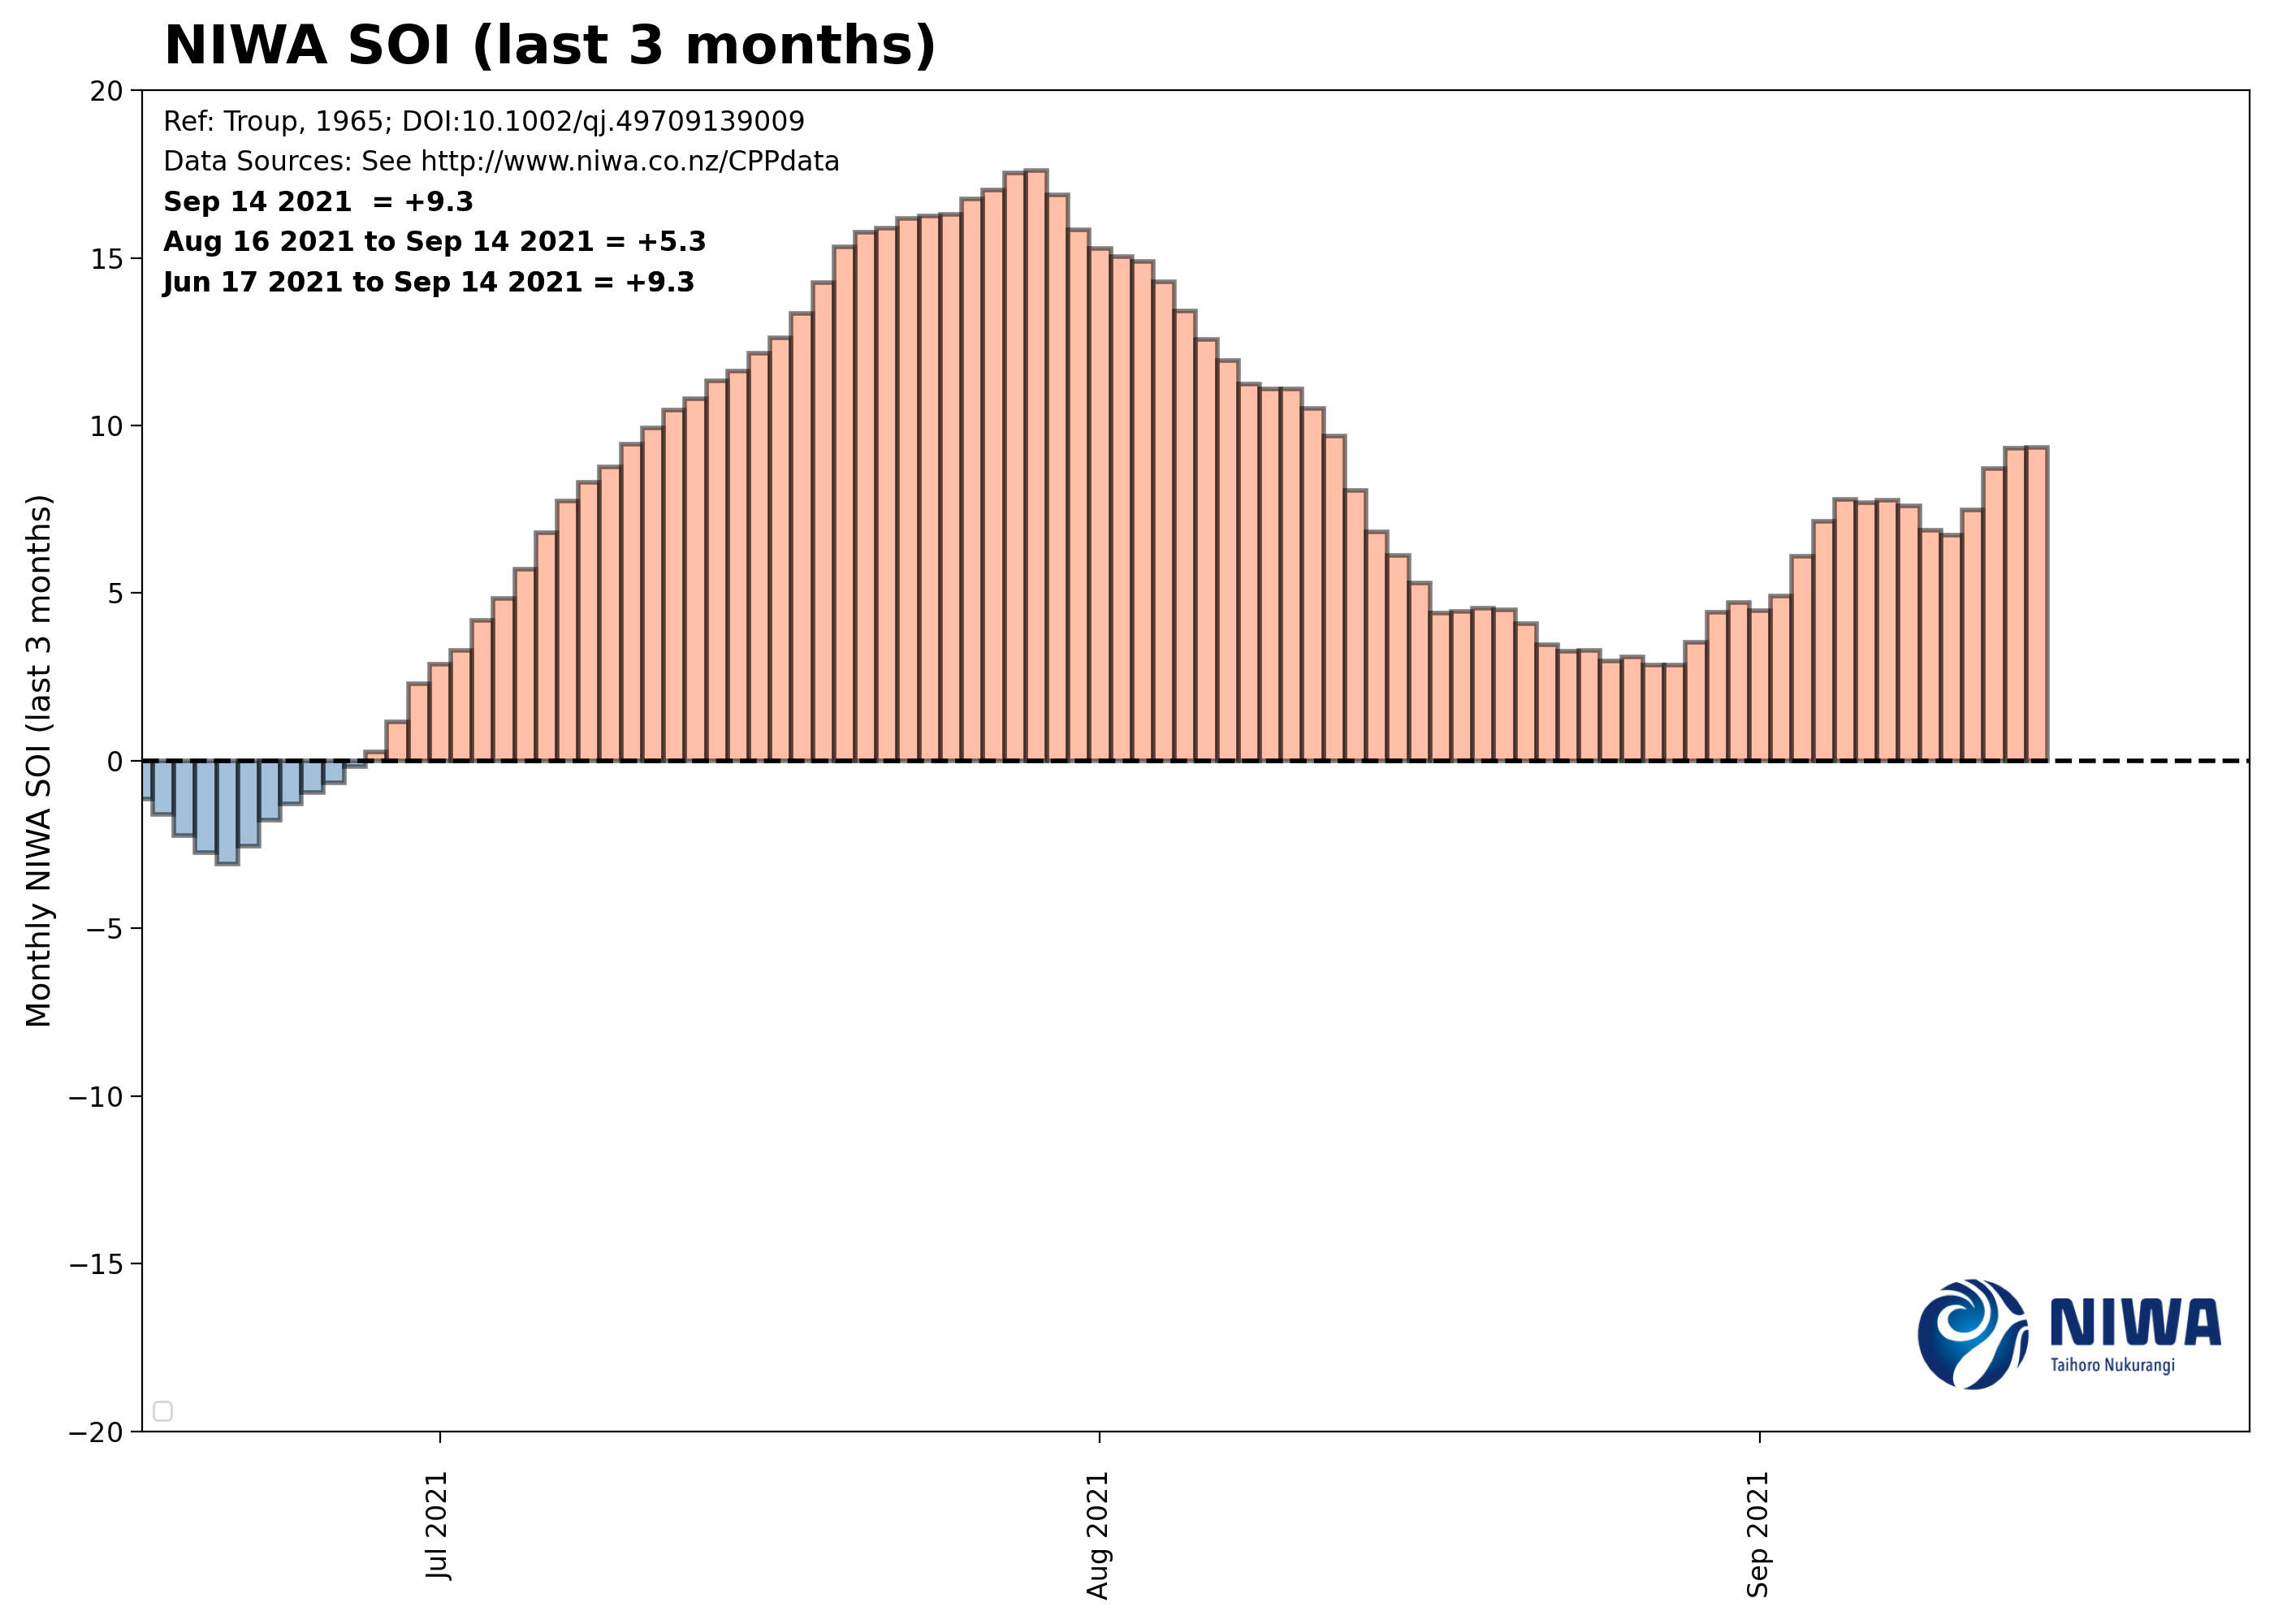 NIWA SOI (last 3 months)
Ref: Troup, 1965; DOI:10.1002/qj.49709139009
Data Sources: See http://www.niwa.co.nz/CPPdata
Sep 14 2021  = +9.3
Aug 16 2021 to Sep 14 2021 = +5.3
Jun 17 2021 to Sep 14 2021 = +9.3
Monthly NIWA SOI (last 3 months)
20
15
10
5
0
−5
−10
−15
−20
Jul 2021
Aug 2021
Sep 2021
NIWA
Taihoro Nukurangi